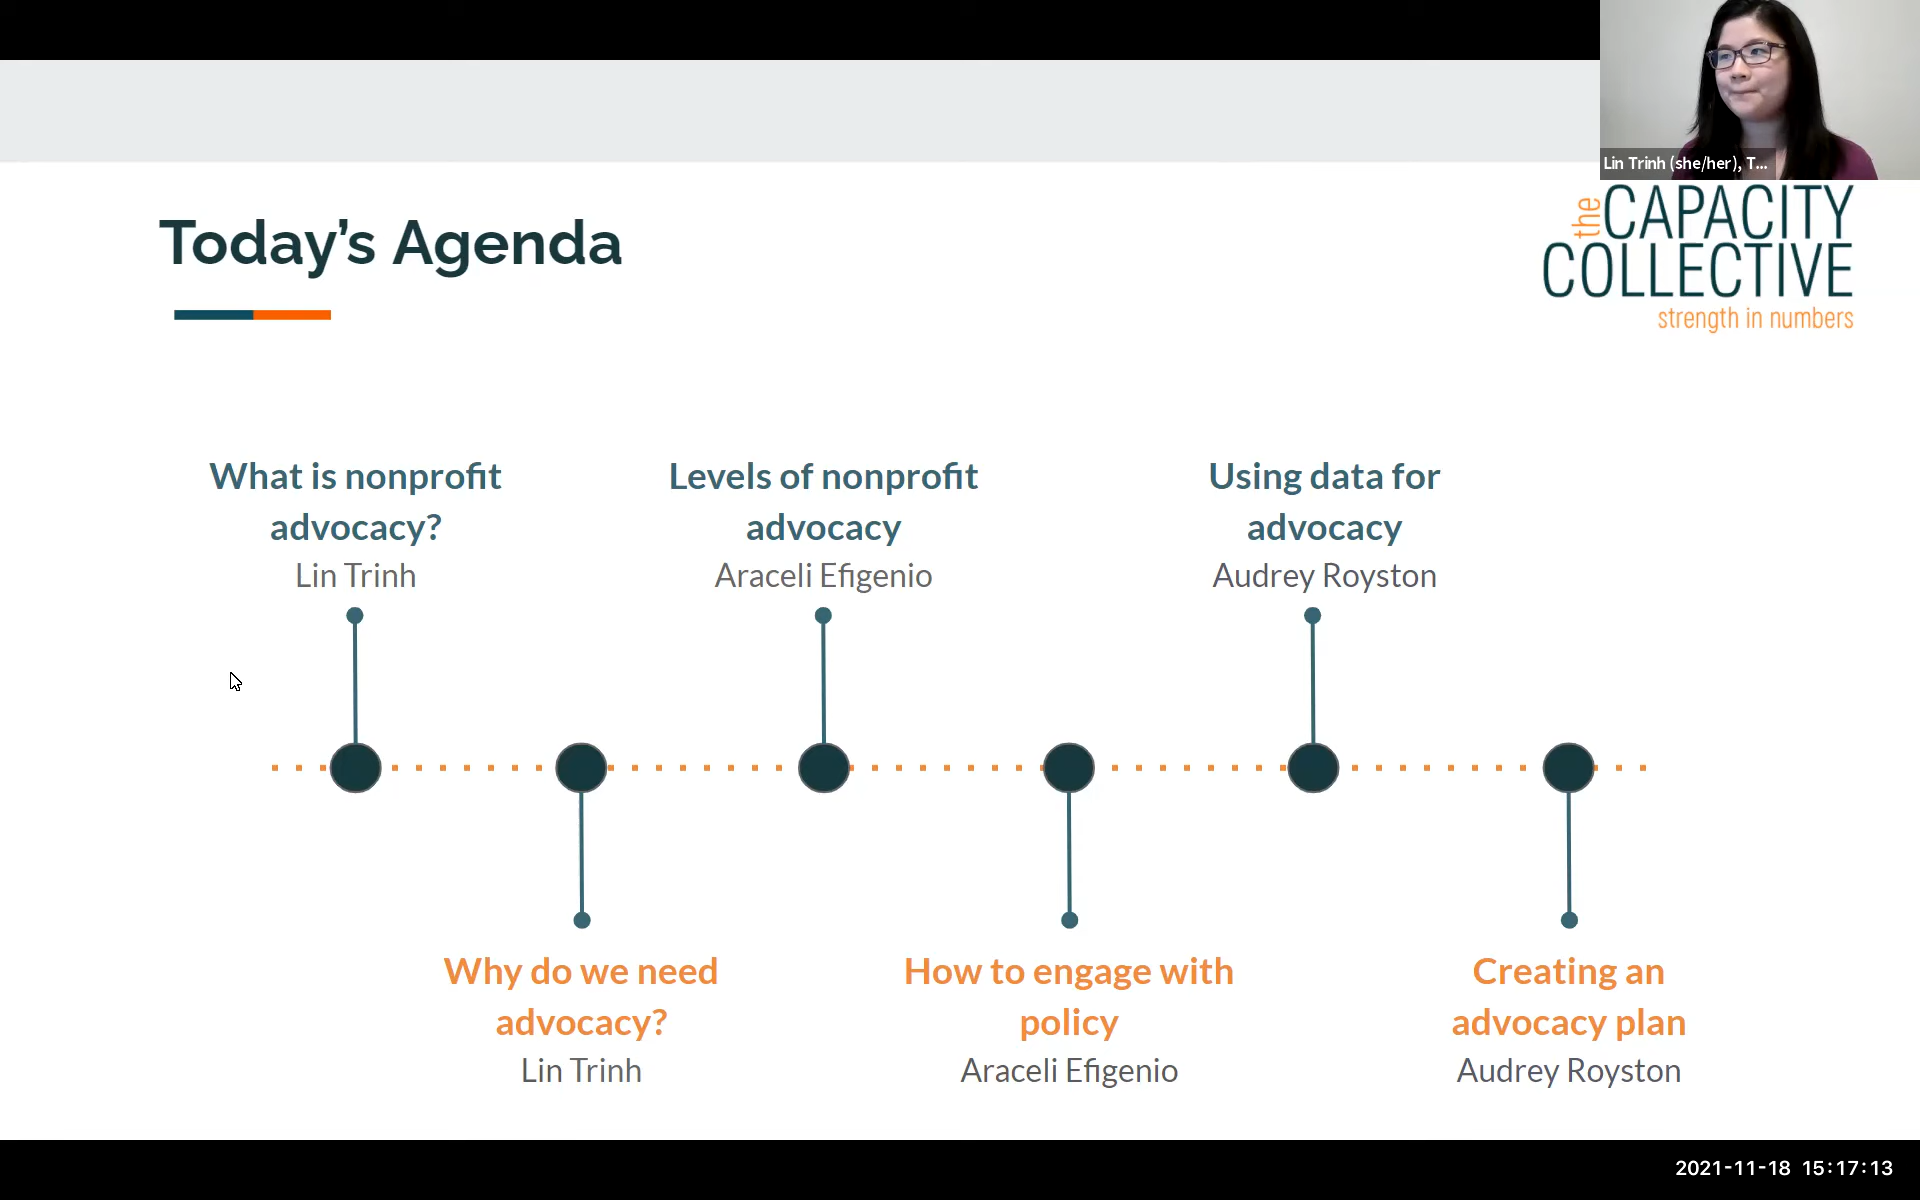 Lin Trinh (she/her), T...
the CAPACITY
COLLECTIVE
strength in numbers
Today’s Agenda
What is nonprofit
advocacy?
Lin Trinh
Levels of nonprofit
advocacy
Araceli Efigenio
Using data for
advocacy
Audrey Royston
Why do we need
advocacy?
Lin Trinh
How to engage with
policy
Araceli Efigenio
Creating an
advocacy plan
Audrey Royston
2021-11-18 15:17:13